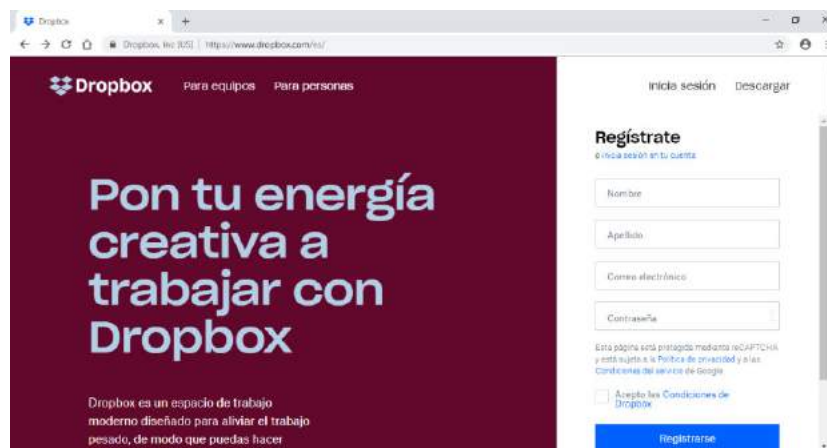 Dropbox
Dropbox, Inc [US] | https://www.dropbox.com/es/
Dropbox
Para equipos
Para personas
Inicia sesión
Descargar
Pon tu energía
creativa a
trabajar con
Dropbox
Dropbox es un espacio de trabajo
moderno diseñado para aliviar el trabajo
pesado, de modo que puedas hacer
Regístrate
o inicia sesión en tu cuenta
Nombre
Apellido
Correo electrónico
Contraseña
Esta página está protegida mediante reCAPTCHA
y está sujeta a la Política de privacidad y a las
Condiciones del servicio de Google
Acepto las Condiciones de
Dropbox
Registrarse